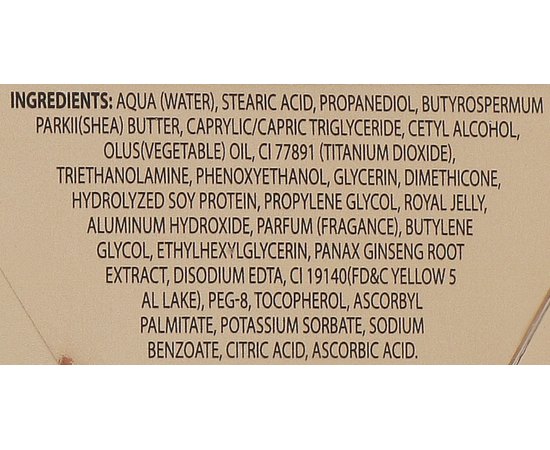 INGREDIENTS: AQUA (WATER), STEARIC ACID, PROPANEDIOL, BUTYROSPERMUM
PARKII(SHEA) BUTTER, CAPRYLIC/CAPRIC TRIGLYCERIDE, CETYL ALCOHOL,
OLUS(VEGETABLE) OIL, CI 77891 (TITANIUM DIOXIDE),
TRIETHANOLAMINE, PHENOXYETHANOL, GLYCERIN, DIMETHICONE,
HYDROLYZED SOY PROTEIN, PROPYLENE GLYCOL, ROYAL JELLY,
ALUMINUM HYDROXIDE, PARFUM (FRAGANCE), BUTYLENE
GLYCOL, ETHYLHEXYLGLYCERIN, PANAX GINSENG ROOT
EXTRACT, DISODIUM EDTA, CI 19140(FD&C YELLOW 5
AL LAKE), PEG-8, TOCOPHEROL, ASCORBYL
PALMITATE, POTASSIUM SORBATE, SODIUM
BENZOATE, CITRIC ACID, ASCORBIC ACID.